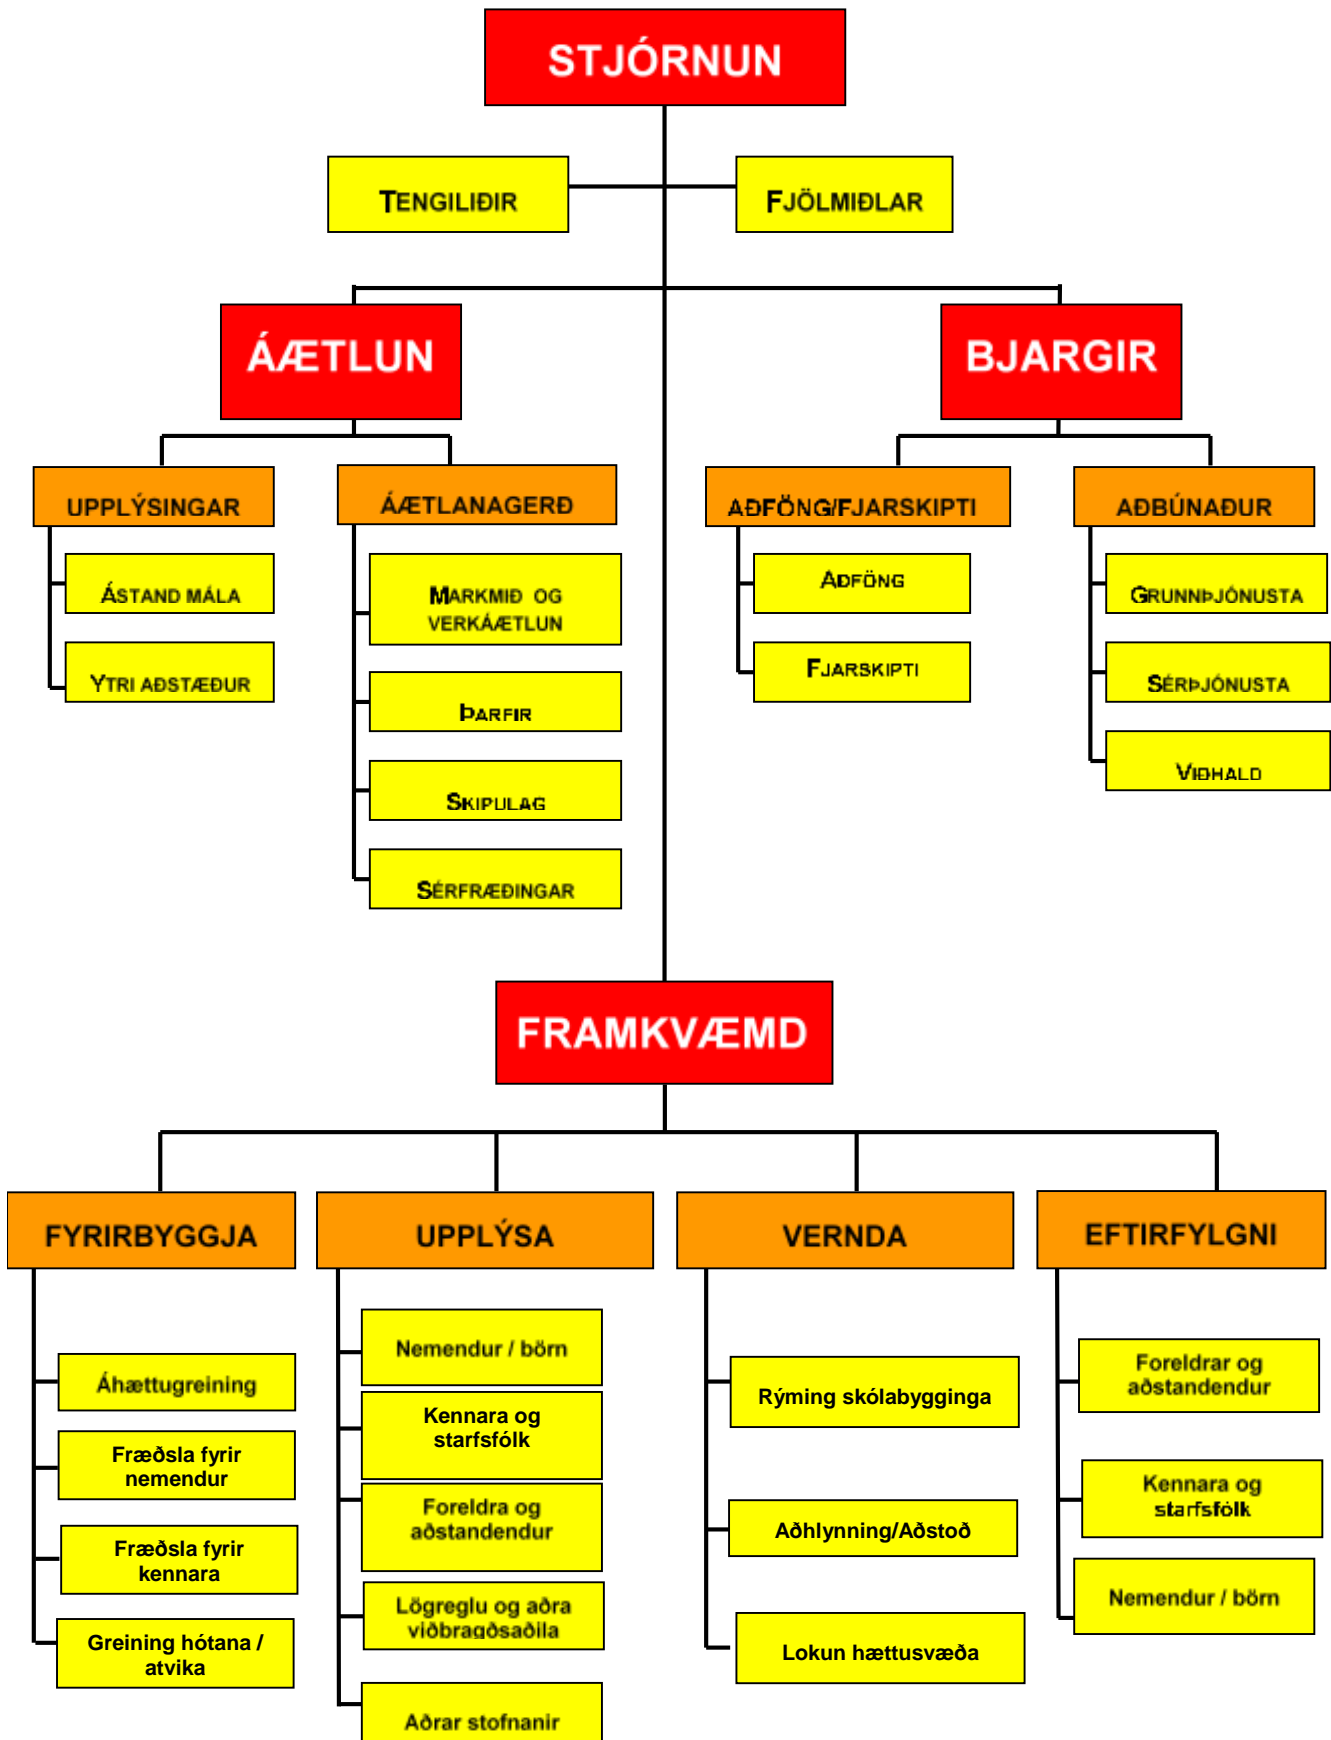 STJÓRNUN
TENGILIÐIR
FJÖLMIÐLAR
ÁÆTLUN
BJARGIR
UPPLÝSINGAR
ÁÆTLANAGERÐ
AÐFÖNG/FJARSKIPTI
AÐBÚNAÐUR
ÁSTAND MÁLA
YTRI AÐSTÆÐUR
MARKMIÐ OG
VERKÁÆTLUN
ÞARFIR
SKIPULAG
SÉRFRÆÐINGAR
AÐFÖNG
FJARSKIPTI
GRUNNÞJÓNUSTA
SÉRÞJÓNUSTA
VIÐHALD
FRAMKVÆMD
FYRIRBYGGJA
UPPLÝSA
VERNDA
EFTIRFYLGNI
Áhættugreining
Fræðsla fyrir
nemendur
Fræðsla fyrir
kennara
Greining hótana /
atvika
Nemendur / börn
Kennara og
starfsfólk
Foreldra og
aðstandendur
Lögreglu og aðra
viðbragðsaðila
Aðrar stofnanir
Rýming skólabygginga
Aðhlynning/Aðstoð
Lokun hættusvæða
Foreldrar og
aðstandendur
Kennara og
starfsfólk
Nemendur / börn